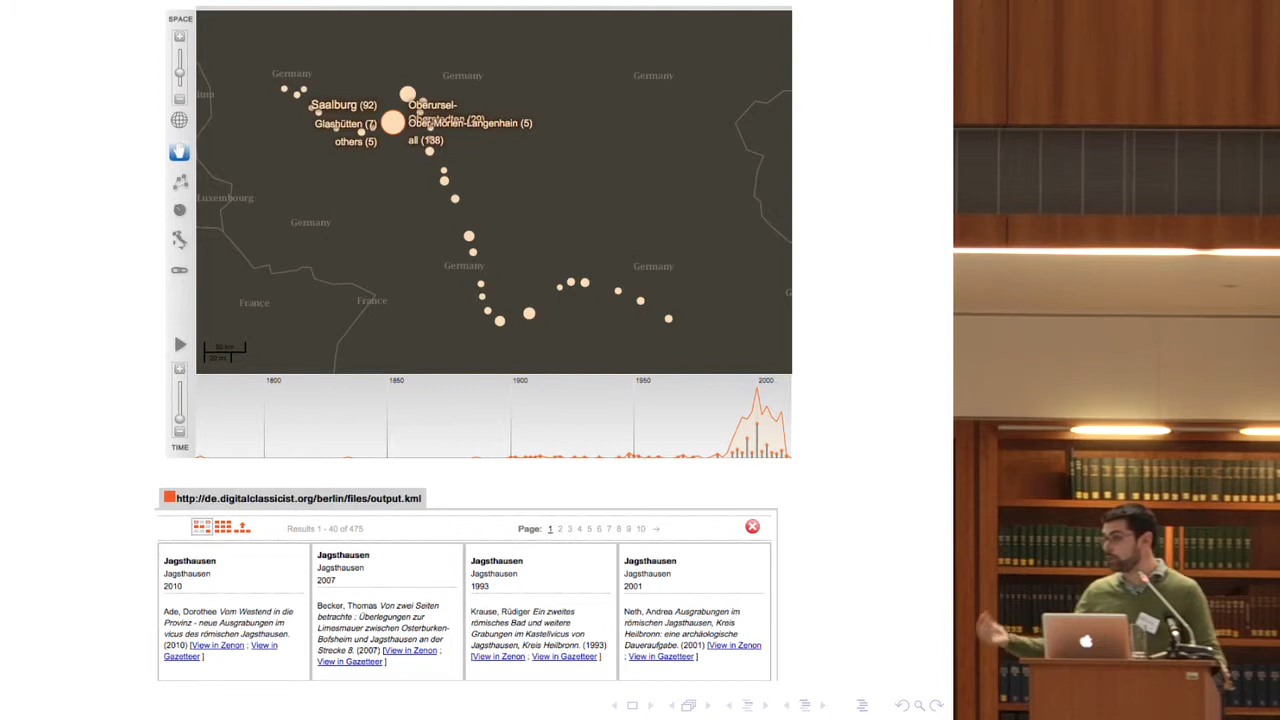 SPACE
Germany
Germany
Germany
Saalburg (92)
Oberursel-
Oberstedten (29)
Glashütten (7)
Ober-Mörlen-Langenhain (5)
others (5)
all (138)
Luxembourg
Germany
Germany
Germany
France
France
50 km
20 mi
1800
1850
1900
1950
2000
TIME
http://de.digitalclassicist.org/berlin/files/output.kml
Results 1 - 40 of 475
Page: 1 2 3 4 5 6 7 8 9 10
Jagsthausen
Jagsthausen
2010
Ade, Dorothee Vom Westend in die
Provinz - neue Ausgrabungen im
vicus des römischen Jagsthausen.
(2010) [View in Zenon ; View in
Gazetteer ]
Jagsthausen
Jagsthausen
2007
Becker, Thomas Von zwei Seiten
betrachte : Überlegungen zur
Limesmauer zwischen Osterburken-
Bofsheim und Jagsthausen an der
Strecke 8. (2007) [View in Zenon ;
View in Gazetteer ]
Jagsthausen
Jagsthausen
1993
Krause, Rüdiger Ein zweites
römisches Bad und weitere
Grabungen im Kastellvicus von
Jagsthausen, Kreis Heilbronn. (1993)
[View in Zenon ; View in Gazetteer ]
Jagsthausen
Jagsthausen
2001
Neth, Andrea Ausgrabungen im
römischen Jagsthausen, Kreis
Heilbronn: eine archäologische
Daueraufgabe. (2001) [View in Zenon
; View in Gazetteer ]